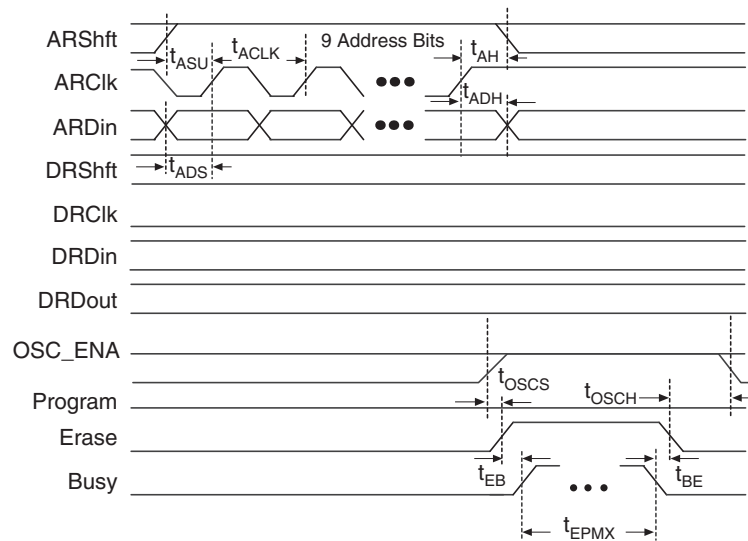 ARShft
9 Address Bits
tASU
tACLK
tAH
ARClk
tADH
ARDin
tADS
DRShft
DRClk
DRDin
DRDout
OSC_ENA
tOSCS
tOSCH
Program
Erase
tEB
tBE
Busy
tEPMX